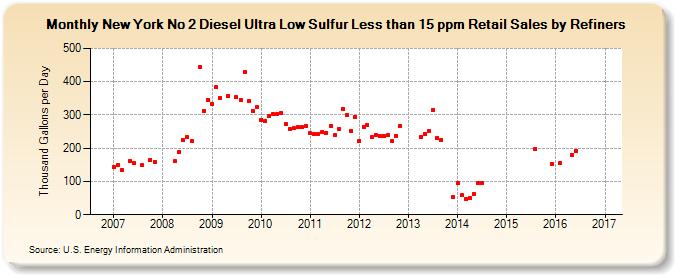 Monthly New York No 2 Diesel Ultra Low Sulfur Less than 15 ppm Retail Sales by Refiners
Thousand Gallons per Day
500
400
300
200
100
0
2007 2008 2009 2010 2011 2012 2013 2014 2015 2016 2017
Source: U.S. Energy Information Administration